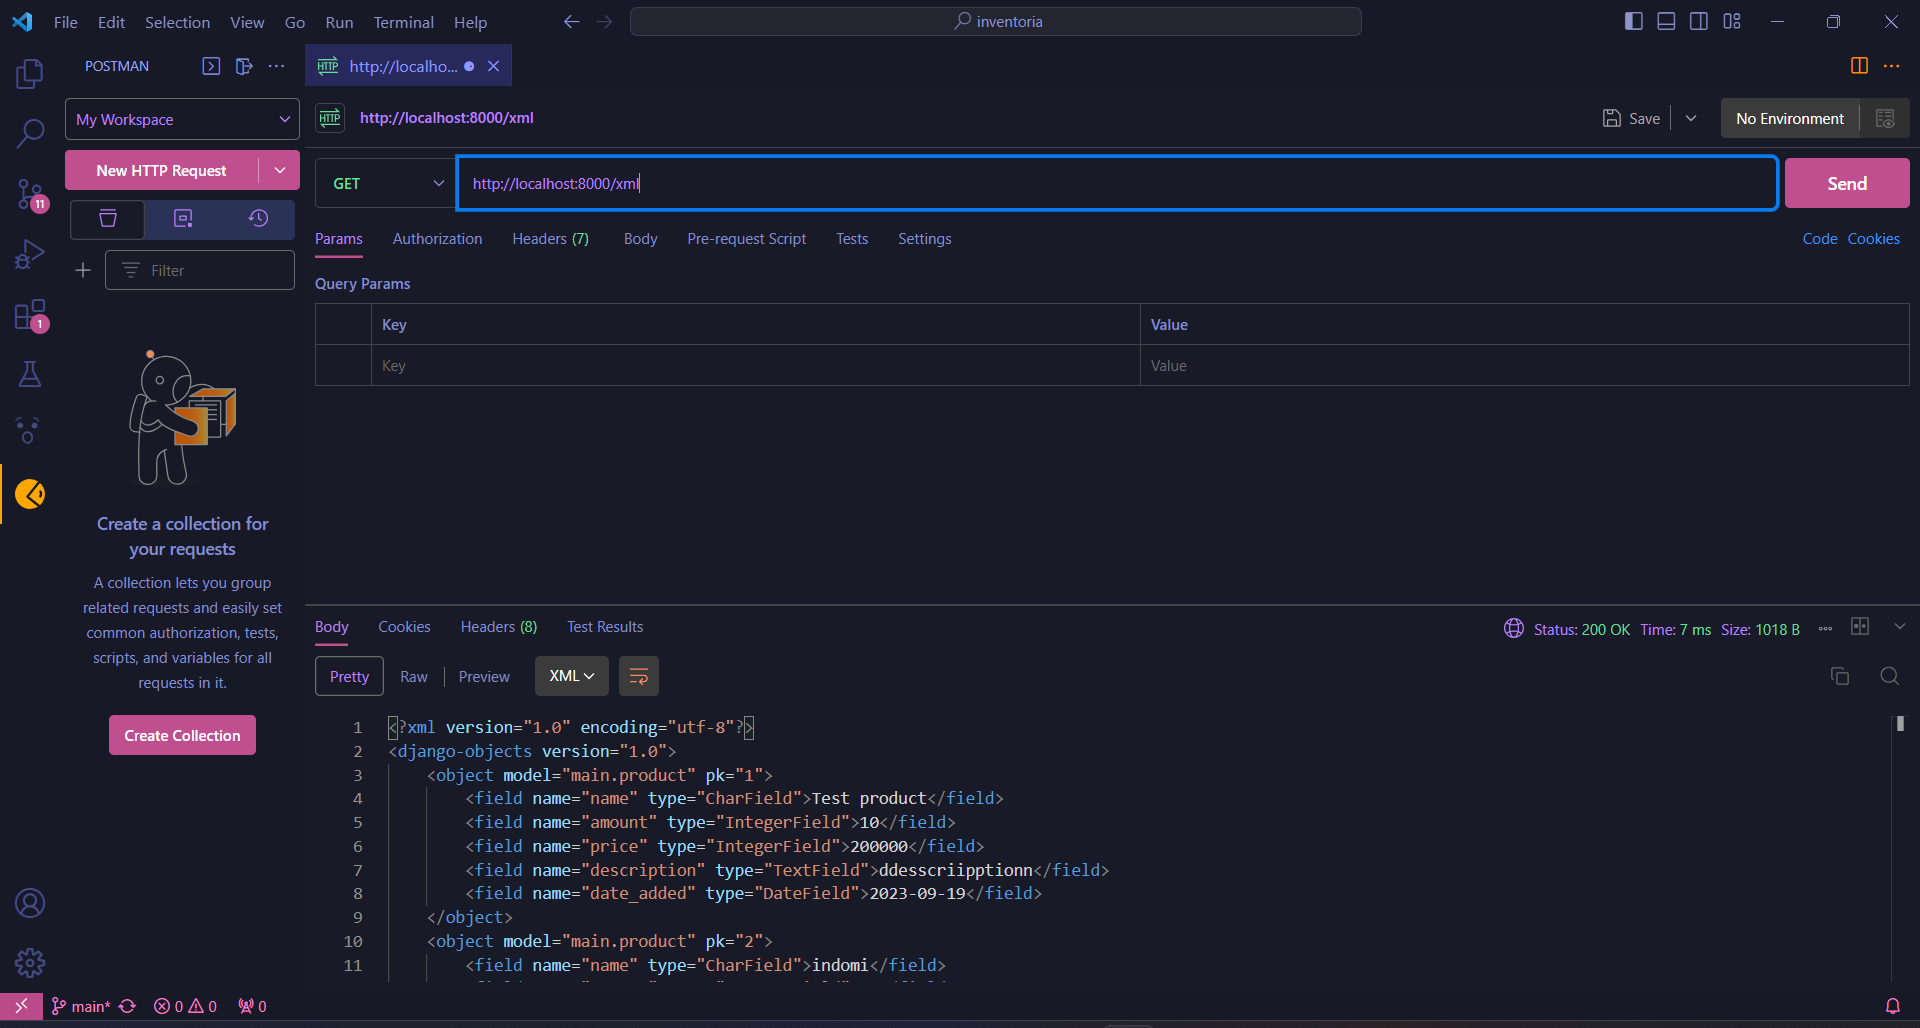 File Edit Selection View Go Run Terminal Help
inventoria
POSTMAN
HTTP http://localho...
My Workspace
HTTP http://localhost:8000/xml
Save
No Environment
New HTTP Request
GET
http://localhost:8000/xml
Send
11
Params Authorization Headers (7) Body Pre-request Script Tests Settings
Code Cookies
Filter
Query Params
Key Value
Key Value
1
Create a collection for
your requests
A collection lets you group
related requests and easily set
common authorization, tests,
scripts, and variables for all
requests in it.
Create Collection
Body Cookies Headers (8) Test Results
Status: 200 OK Time: 7 ms Size: 1018 B
Pretty Raw Preview XML
1 <?xml version="1.0" encoding="utf-8"?>
2 <django-objects version="1.0">
3 <object model="main.product" pk="1">
4 <field name="name" type="CharField">Test product</field>
5 <field name="amount" type="IntegerField">10</field>
6 <field name="price" type="IntegerField">200000</field>
7 <field name="description" type="TextField">ddesscriipptionn</field>
8 <field name="date_added" type="DateField">2023-09-19</field>
9 </object>
10 <object model="main.product" pk="2">
11 <field name="name" type="CharField">indomi</field>
main* 0 0 0